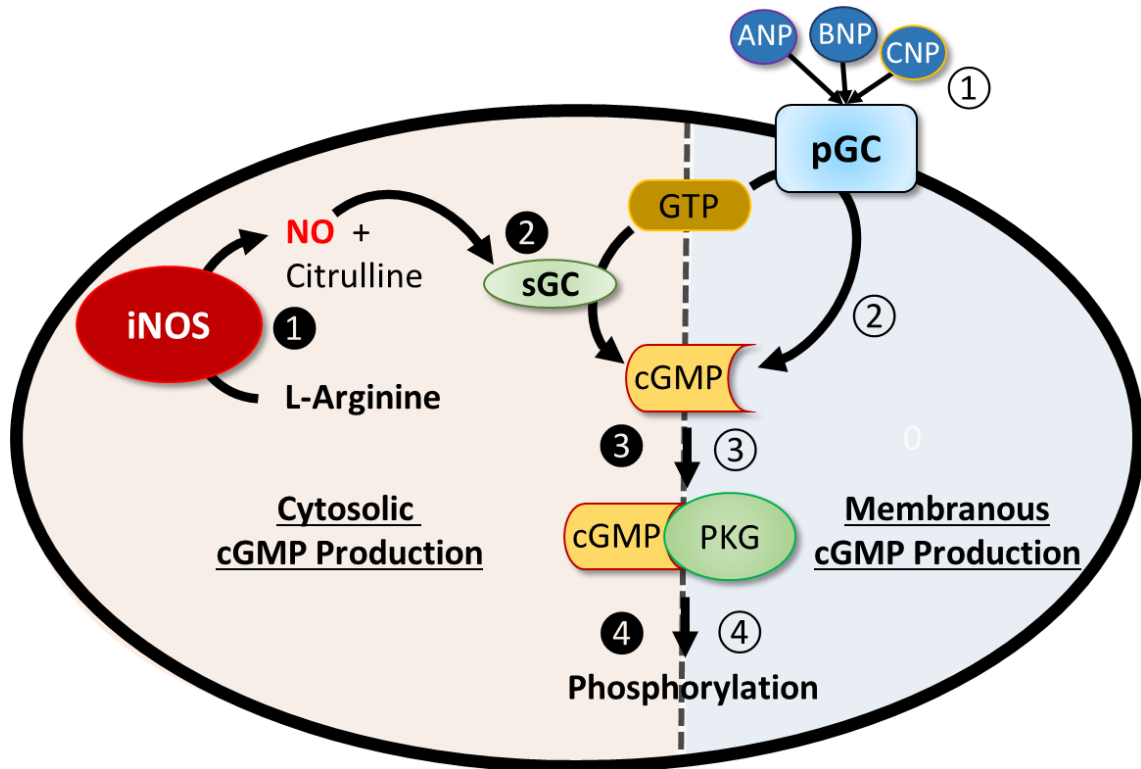 ANP
BNP
CNP
①
pGC
GTP
NO +
Citrulline
❷
sGC
iNOS
❶
②
L-Arginine
cGMP
❸
③
0
Cytosolic
cGMP Production
cGMP
PKG
Membranous
cGMP Production
❹
④
Phosphorylation